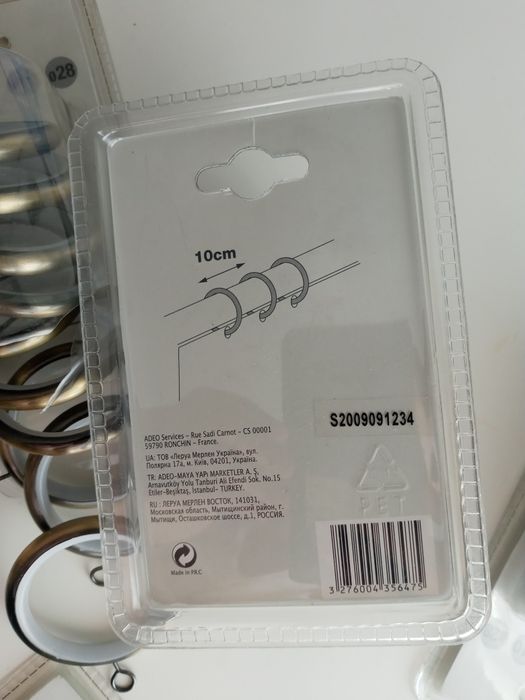 ø28
10cm
S2009091234
ADEO Services – Rue Sadi Carnot – CS 00001
59790 RONCHIN – France.
UA: ТОВ «Леруа Мерлен Україна», вул.
Полярна 17а, м. Київ, 04201, Україна.
TR: ADEO-MAYA YAPı MARKETLER A. Ş.
Arnavutköy Yolu Tanburi Ali Efendi Sok. No.15
Etiler-Beşiktaş, İstanbul- TURKEY.
RU : ЛЕРУА МЕРЛЕН ВОСТОК, 141031,
Московская область, Мытищинский район, г.
Мытищи, Осташковское шоссе, д.1, РОССИЯ.
PET
Made in P.R.C.
3 276004 356475